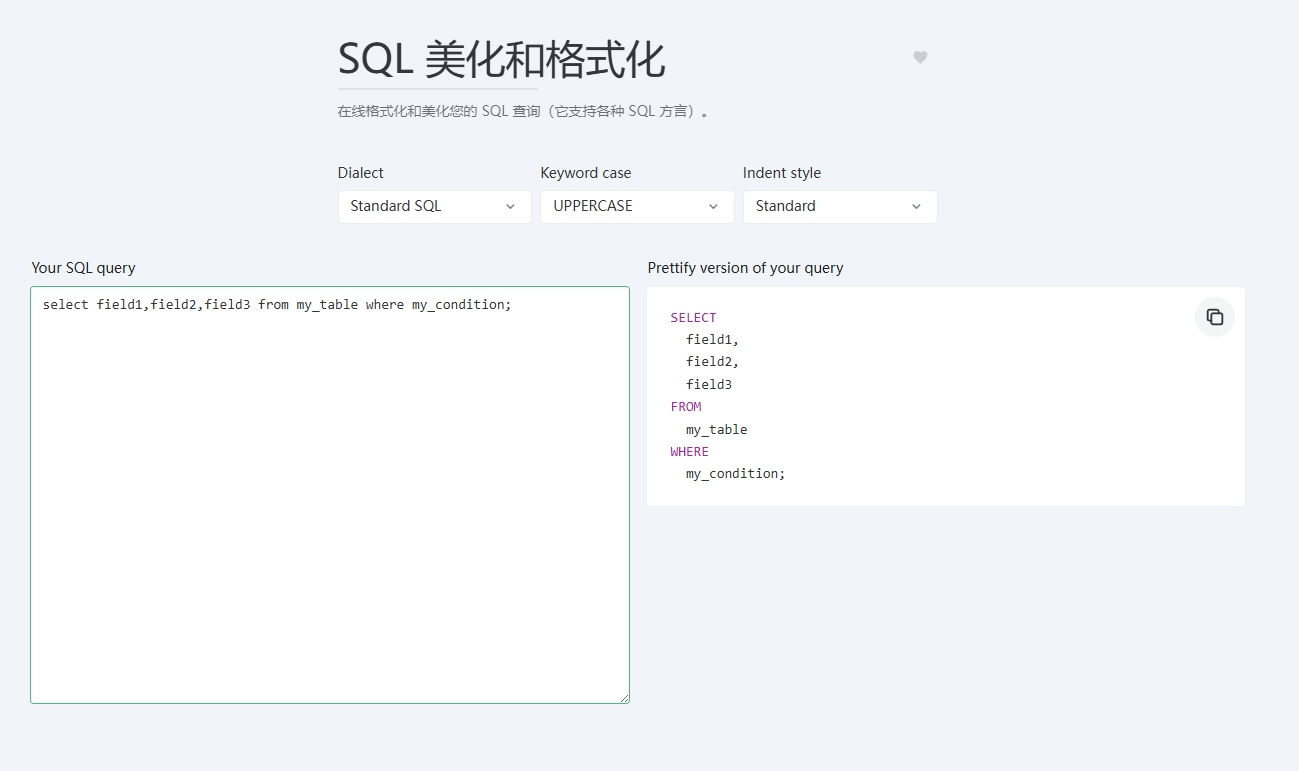 SQL 美化和格式化
在线格式化和美化您的 SQL 查询（它支持各种 SQL 方言）。
Dialect Keyword case Indent style
Standard SQL UPPERCASE Standard
Your SQL query
select field1,field2,field3 from my_table where my_condition;
Prettify version of your query
SELECT
field1,
field2,
field3
FROM
my_table
WHERE
my_condition;